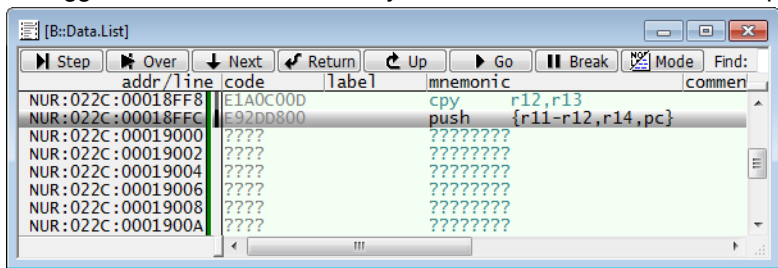 [B::Data.List]
Step Over Next Return Up Go Break Mode Find:
addr/line code label mnemonic commen
NUR:022C:00018FF8 E1A0C00D cpy r12,r13
NUR:022C:00018FFC E92DD800 push {r11-r12,r14,pc}
NUR:022C:00019000 ???? ????????
NUR:022C:00019002 ???? ????????
NUR:022C:00019004 ???? ????????
NUR:022C:00019006 ???? ????????
NUR:022C:00019008 ???? ????????
NUR:022C:0001900A ???? ????????